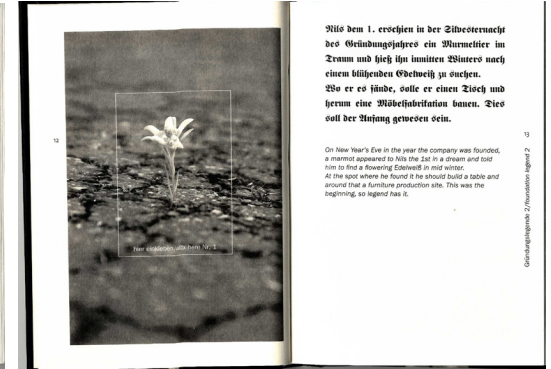 12
hier einkleben, albhem Nr. 1
Nils dem 1. erschien in der Silvesternacht
des Gründungsjahres ein Murmeltier im
Traum und hieß ihn inmitten Winters nach
einem blühenden Edelweiß zu suchen.
Wo er es fände, solle er einen Tisch und
herum eine Möbelfabrikation bauen. Dies
soll der Anfang gewesen sein.
On New Year's Eve in the year the company was founded,
a marmot appeared to Nils the 1st in a dream and told
him to find a flowering Edelweiß in mid winter.
At the spot where he found it he should build a table and
around that a furniture production site. This was the
beginning, so legend has it.
13
Gründungslegende 2/foundation legend 2